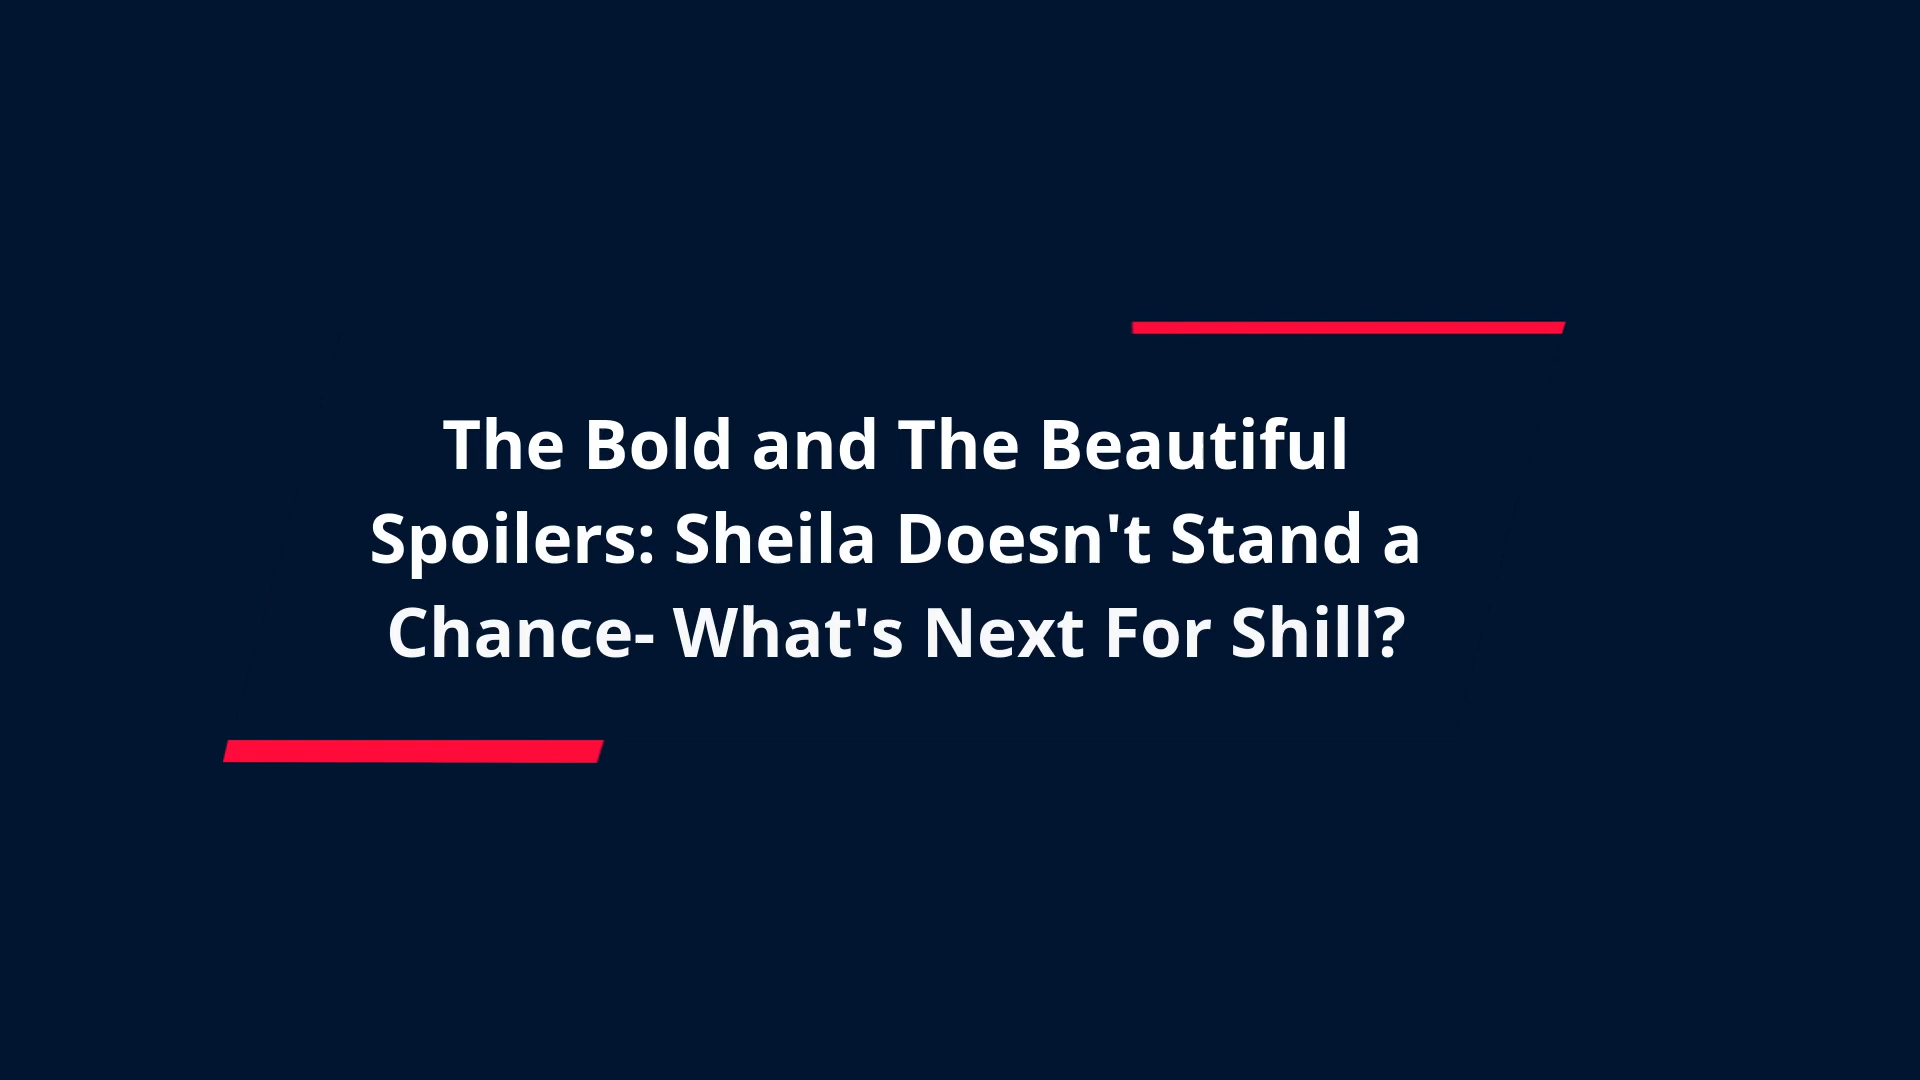 The Bold and The Beautiful
Spoilers: Sheila Doesn't Stand a
Chance- What's Next For Shill?